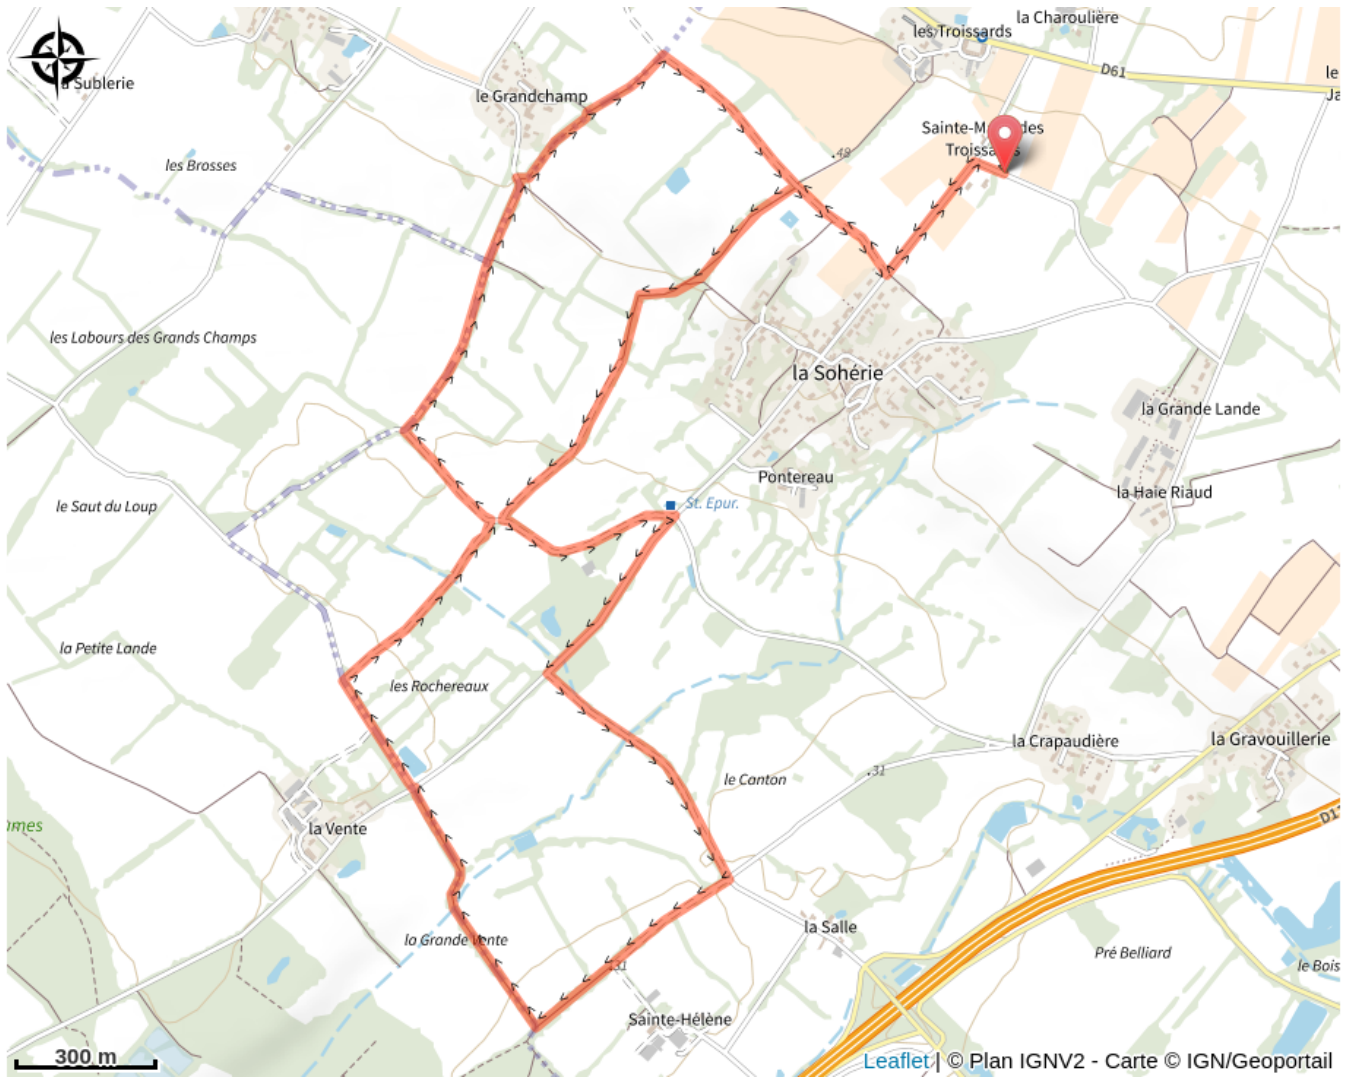 la Charoulière
les Troissards
D61
le
Ja
la Sublerie
le Grandchamp
Sainte-M des
Troissards
48
les Brosses
les Labours des Grands Champs
la Sohérie
la Grande Lande
Pontereau
la Haie Riaud
le Saut du Loup
St. Epur.
la Petite Lande
les Rochereaux
la Crapaudière
la Gravouillerie
31
le Canton
la Vente
mes
la Salle
la Grande Vente
31
Pré Belliard
le Bois
Sainte-Hélène
300 m
Leaflet | © Plan IGNV2 - Carte © IGN/Geoportail